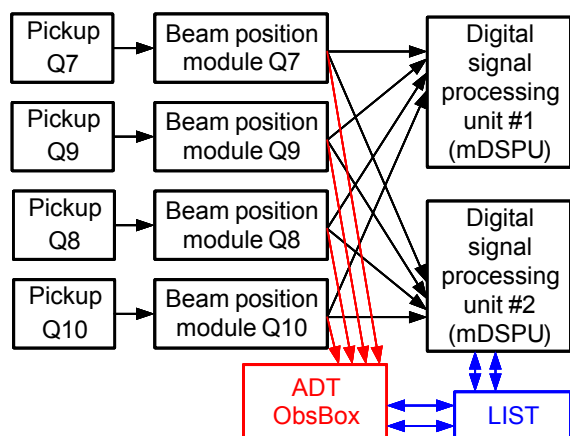 Pickup
Q7
Beam position
module Q7
Digital
signal
processing
unit #1
(mDSPU)
Pickup
Q9
Beam position
module Q9
Pickup
Q8
Beam position
module Q8
Digital
signal
processing
unit #2
(mDSPU)
Pickup
Q10
Beam position
module Q10
ADT
ObsBox
LIST